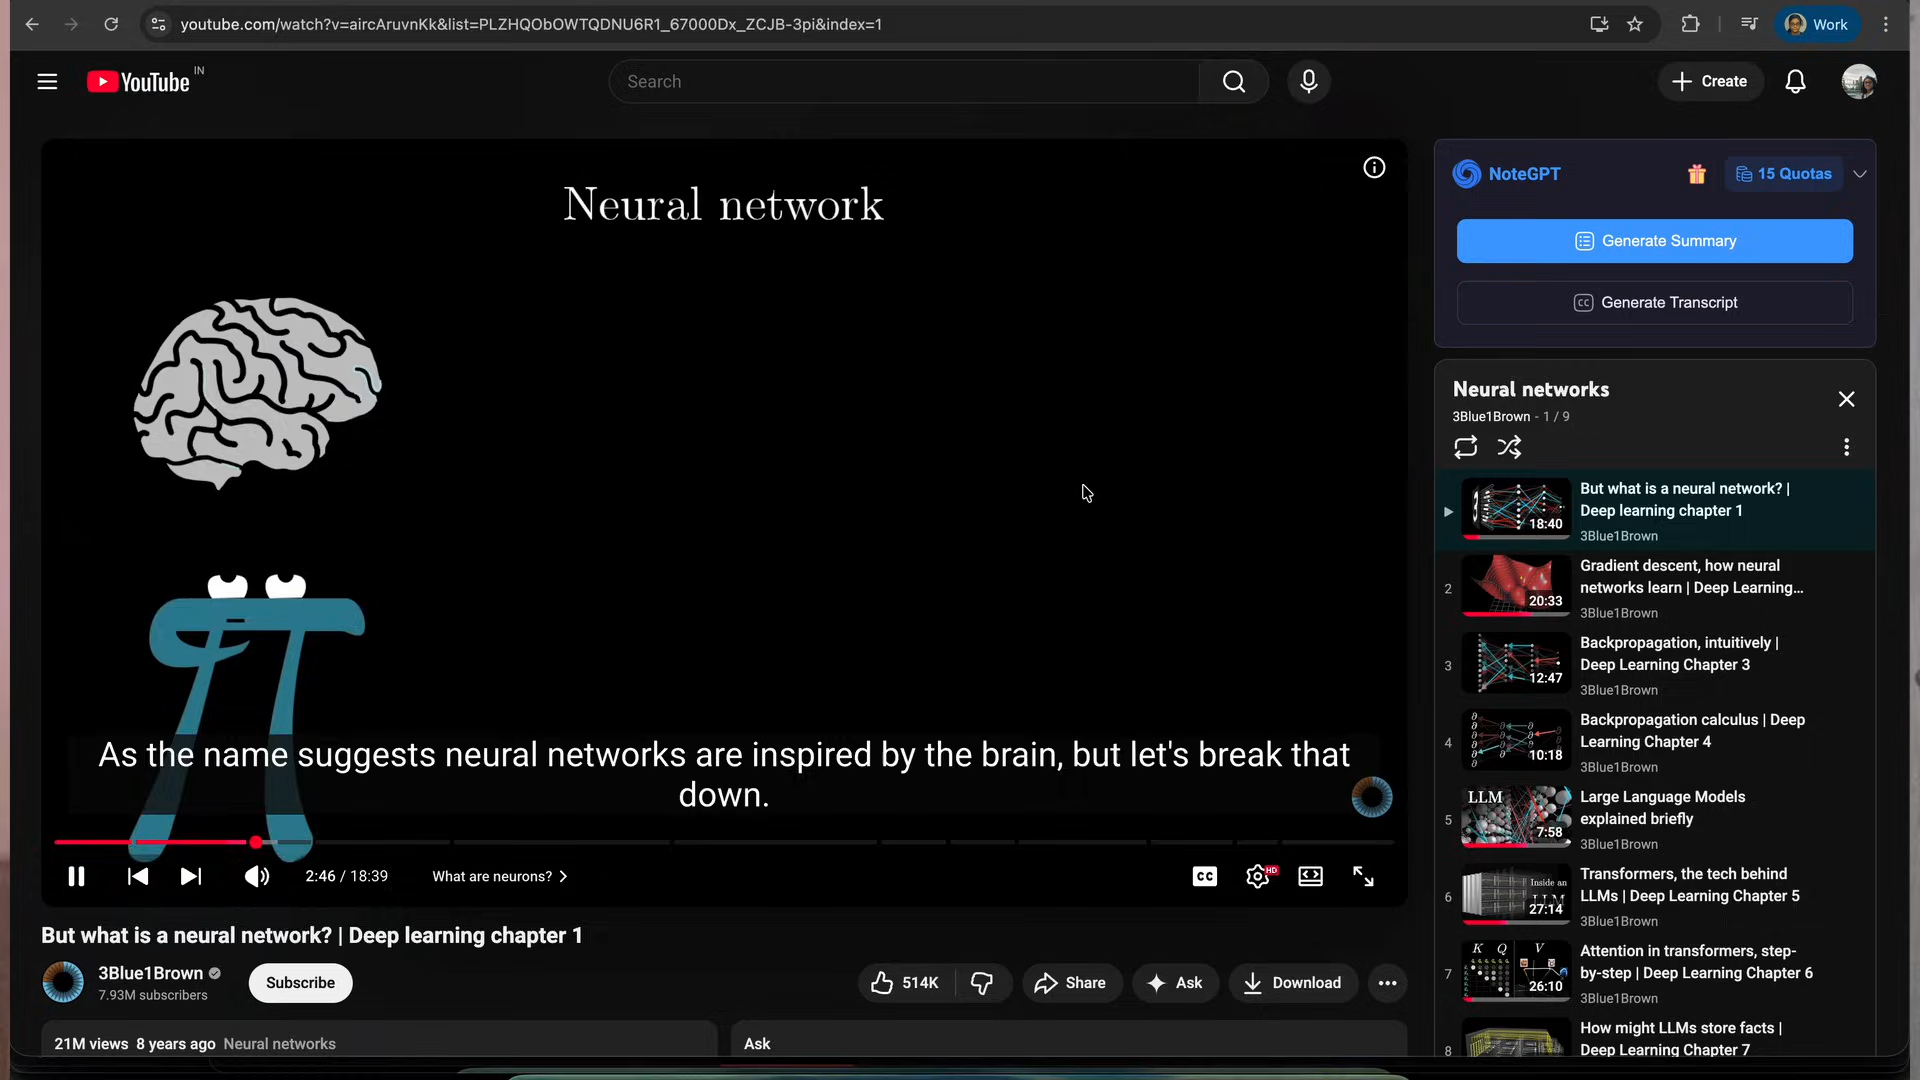 youtube.com/watch?v=aircAruvnKk&list=PLZHQObOWTQDNU6R1_67000Dx_ZCJB-3pi&index=1
Work
YouTube IN
Search
Create
Neural network
As the name suggests neural networks are inspired by the brain, but let's break that
down.
2:46 / 18:39
What are neurons?
CC
HD
But what is a neural network? | Deep learning chapter 1
3Blue1Brown
7.93M subscribers
Subscribe
514K
Share
Ask
Download
21M views 8 years ago Neural networks
Ask
NoteGPT
15 Quotas
Generate Summary
CC Generate Transcript
Neural networks
3Blue1Brown - 1 / 9
18:40
But what is a neural network? |
Deep learning chapter 1
3Blue1Brown
2
20:33
Gradient descent, how neural
networks learn | Deep Learning...
3Blue1Brown
3
12:47
Backpropagation, intuitively |
Deep Learning Chapter 3
3Blue1Brown
4
10:18
Backpropagation calculus | Deep
Learning Chapter 4
3Blue1Brown
5
LLM
7:58
Large Language Models
explained briefly
3Blue1Brown
6
Inside an
LLM
27:14
Transformers, the tech behind
LLMs | Deep Learning Chapter 5
3Blue1Brown
7
K Q V
26:10
Attention in transformers, step-
by-step | Deep Learning Chapter 6
3Blue1Brown
8
How might LLMs store facts |
Deep Learning Chapter 7